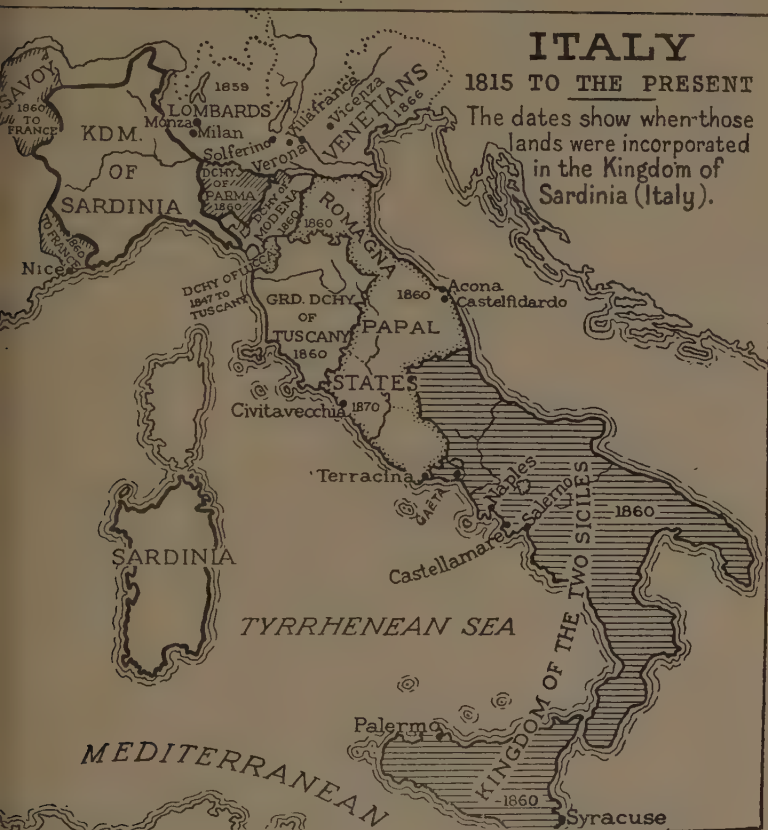 ITALY
1815 TO THE PRESENT
The dates show when those
lands were incorporated
in the Kingdom of
Sardinia (Italy).
SAVOY
1860
TO
FRANCE
KDM.
OF
SARDINIA
1859
LOMBARDS
Monza
Milan
Solferino
Verona
Villafranca
Vicenza
VENETIANS
1866
DCHY
OF
PARMA
1860
DCHY OF
MODENA
1860
1860
ROMAGNA
TO FRANCE
1860
Nice
DCHY OF LUCCA
1847 TO
TUSCANY
GRD. DCHY
OF
TUSCANY
1860
1860
Acona
Castelfidardo
PAPAL
STATES
Civitavecchia
1870
Terracina
GAETA
Naples
Salerno
1860
Castellamare
SARDINIA
TYRRHENEAN SEA
KINGDOM OF THE TWO SICILES
Palermo
1860
Syracuse
MEDITERRANEAN